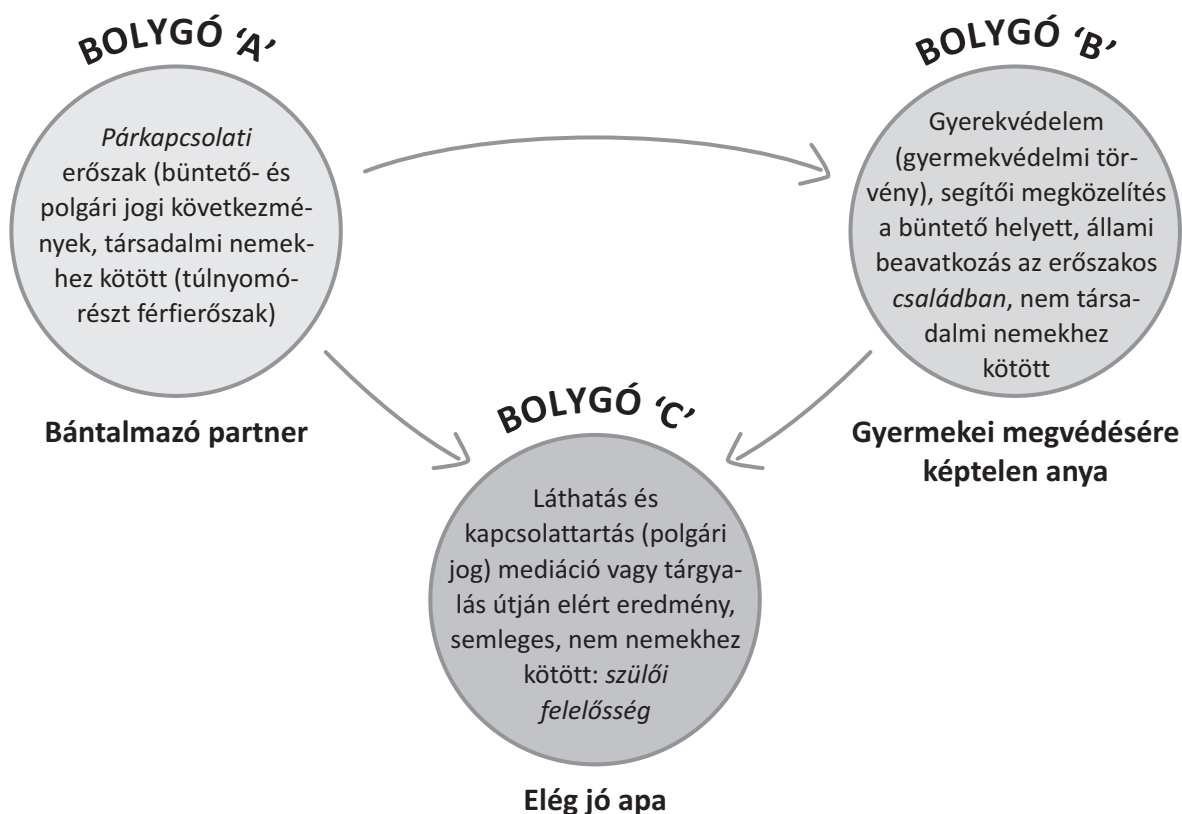 BOLYGÓ ‘A’
Párkapcsolati
erőszak (büntető- és
polgári jogi következmé-
nyek, társadalmi nemek-
hez kötött (túlnyomó-
részt férfierőszak)
Bántalmazó partner
BOLYGÓ ‘B’
Gyerekvédelem
(gyermekvédelmi tör-
vény), segítői megközelítés
a büntető helyett, állami
beavatkozás az erőszakos
családban, nem társa-
dalmi nemekhez
kötött
Gyermekei megvédésére
képtelen anya
BOLYGÓ ‘C’
Láthatás és
kapcsolattartás (polgári
jog) mediáció vagy tárgya-
lás útján elért eredmény,
semleges, nem nemekhez
kötött: szülői
felelősség
Elég jó apa